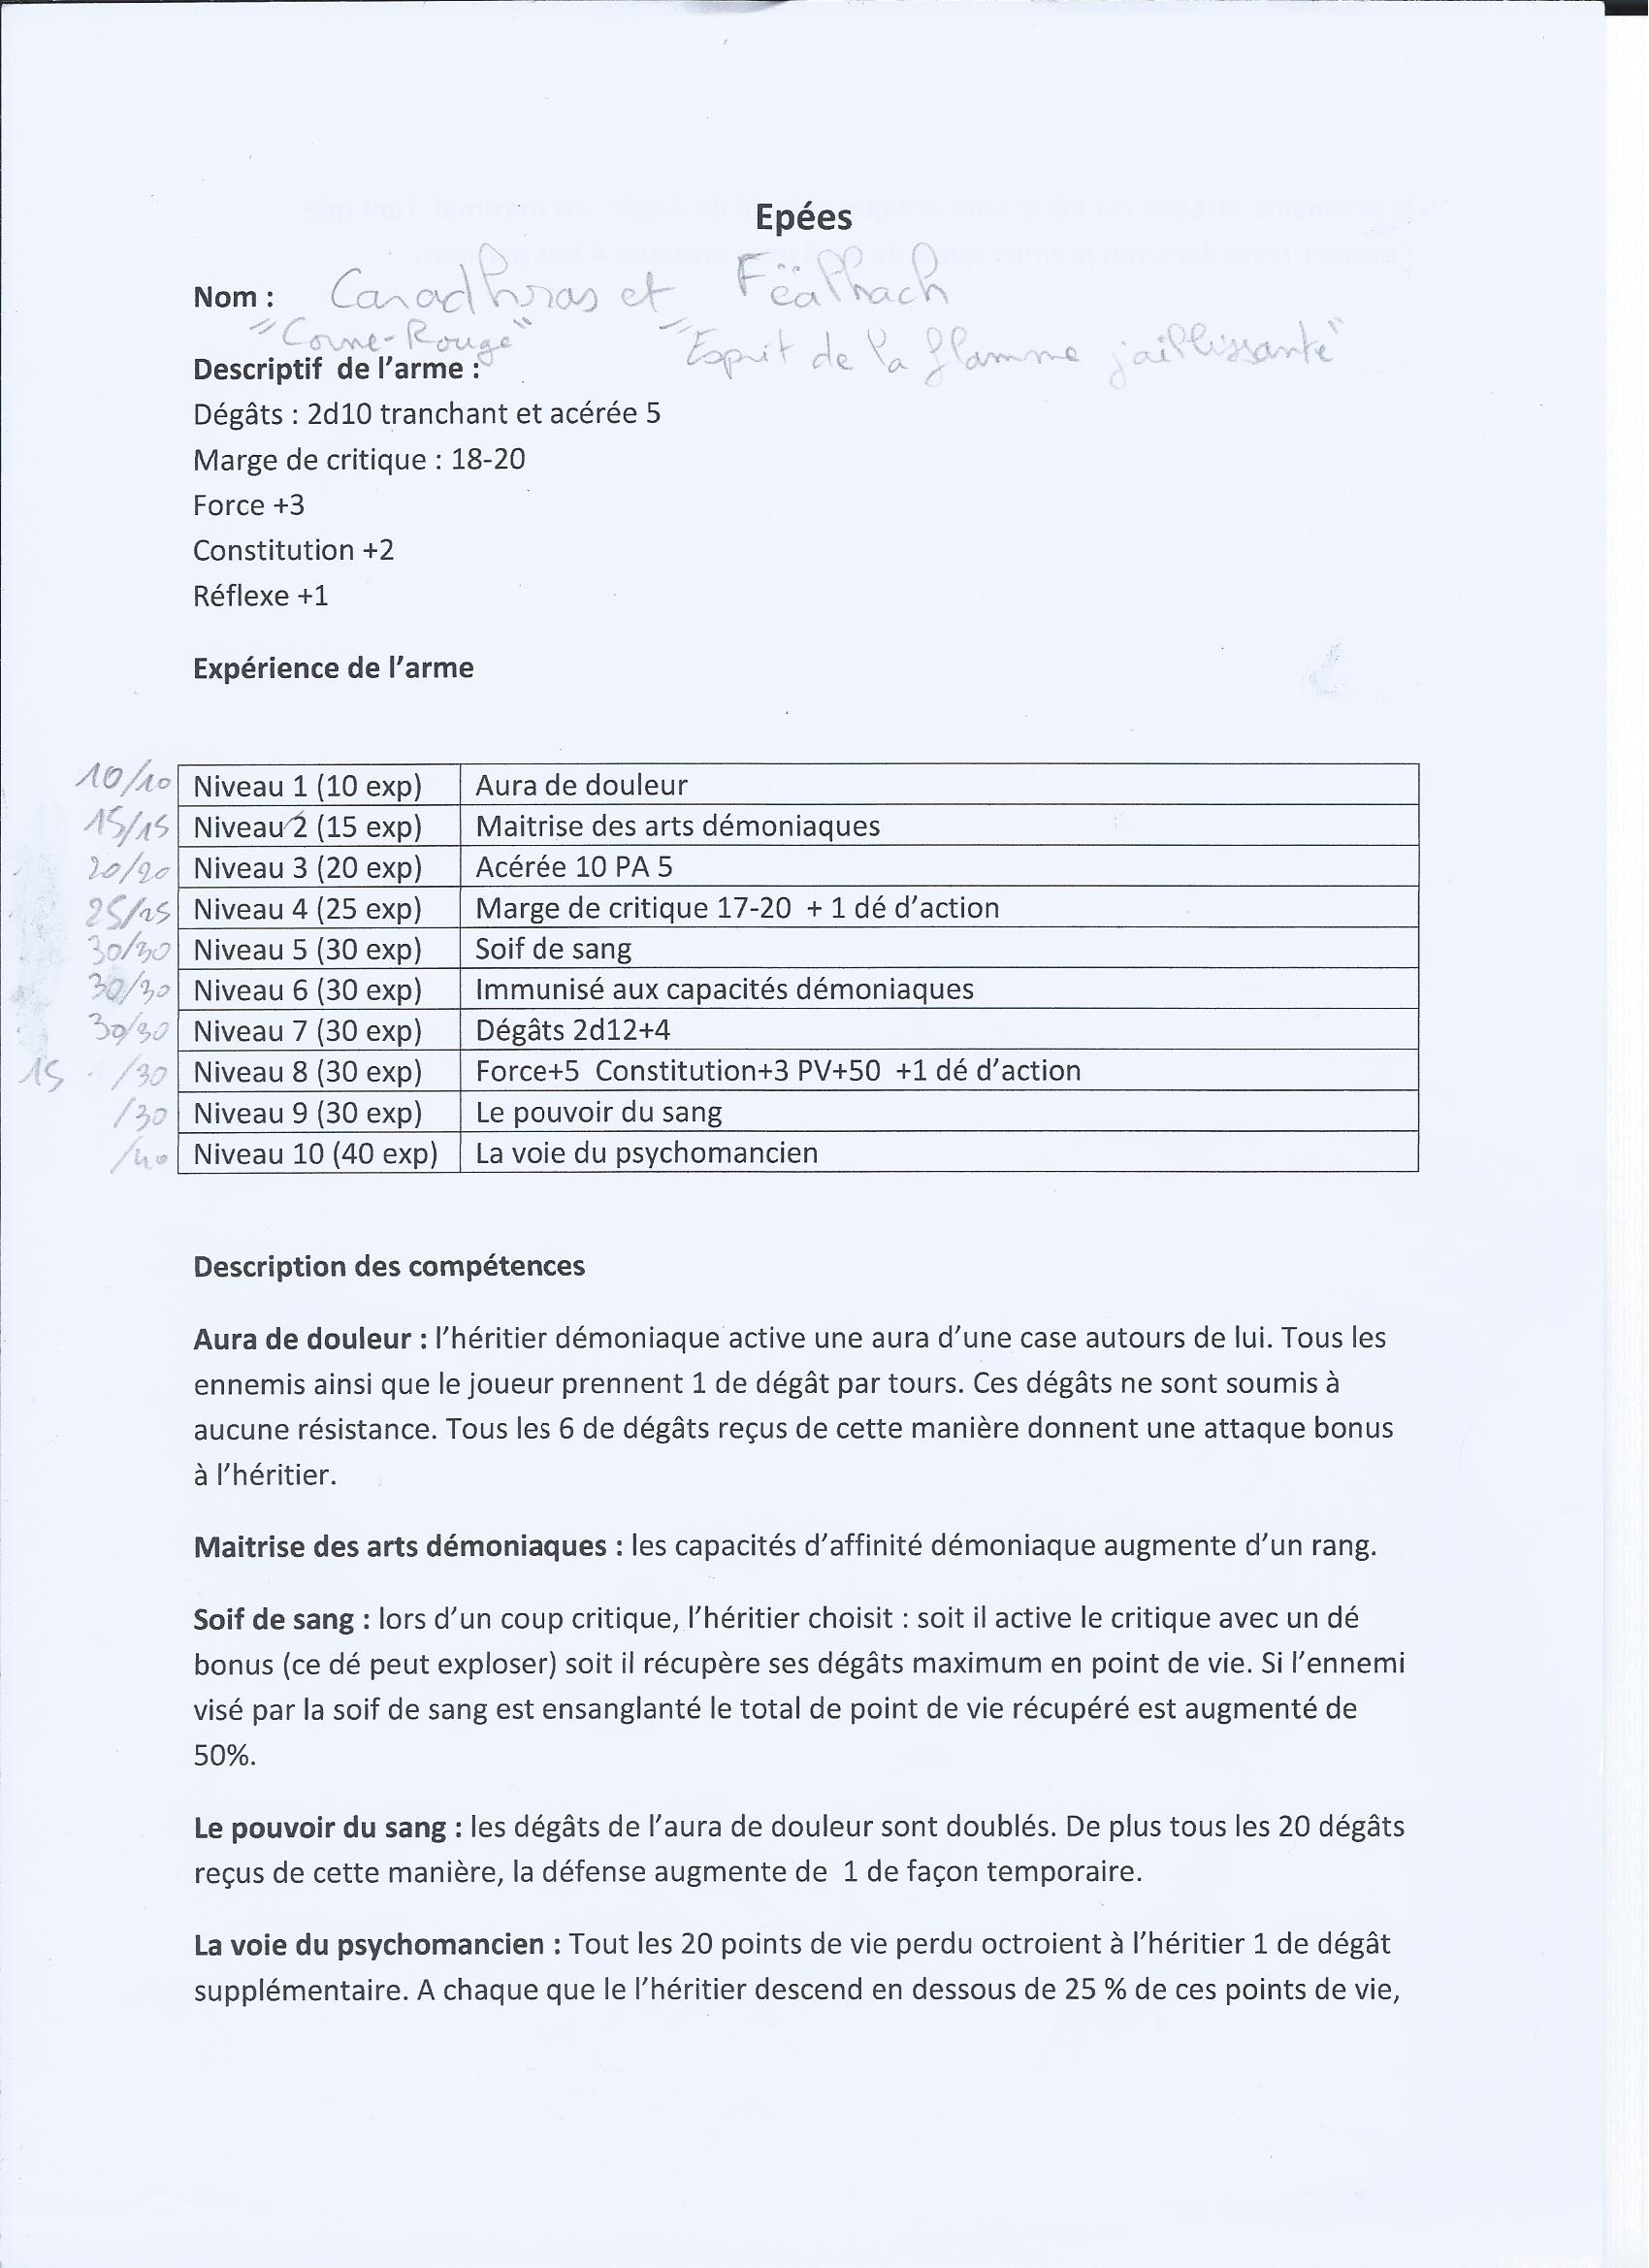 Epées
Nom : Caradhras et Fëalhach
"Corne-Rouge" "Esprit de la flamme jaillissante"
Descriptif  de l’arme :
Dégâts : 2d10 tranchant et acérée 5
Marge de critique : 18-20
Force +3
Constitution +2
Réflexe +1
Expérience de l’arme
10/10 Niveau 1 (10 exp) Aura de douleur
15/15 Niveau 2 (15 exp) Maitrise des arts démoniaques
20/20 Niveau 3 (20 exp) Acérée 10 PA 5
25/25 Niveau 4 (25 exp) Marge de critique 17-20  + 1 dé d’action
30/30 Niveau 5 (30 exp) Soif de sang
30/30 Niveau 6 (30 exp) Immunisé aux capacités démoniaques
30/30 Niveau 7 (30 exp) Dégâts 2d12+4
15 /30 Niveau 8 (30 exp) Force+5  Constitution+3 PV+50  +1 dé d’action
/30 Niveau 9 (30 exp) Le pouvoir du sang
/40 Niveau 10 (40 exp) La voie du psychomancien
Description des compétences
Aura de douleur : l’héritier démoniaque active une aura d’une case autours de lui. Tous les
ennemis ainsi que le joueur prennent 1 de dégât par tours. Ces dégâts ne sont soumis à
aucune résistance. Tous les 6 de dégâts reçus de cette manière donnent une attaque bonus
à l’héritier.
Maitrise des arts démoniaques : les capacités d’affinité démoniaque augmente d’un rang.
Soif de sang : lors d’un coup critique, l’héritier choisit : soit il active le critique avec un dé
bonus (ce dé peut exploser) soit il récupère ses dégâts maximum en point de vie. Si l’ennemi
visé par la soif de sang est ensanglanté le total de point de vie récupéré est augmenté de
50%.
Le pouvoir du sang : les dégâts de l’aura de douleur sont doublés. De plus tous les 20 dégâts
reçus de cette manière, la défense augmente de  1 de façon temporaire.
La voie du psychomancien : Tout les 20 points de vie perdu octroient à l’héritier 1 de dégât
supplémentaire. A chaque que le l’héritier descend en dessous de 25 % de ces points de vie,